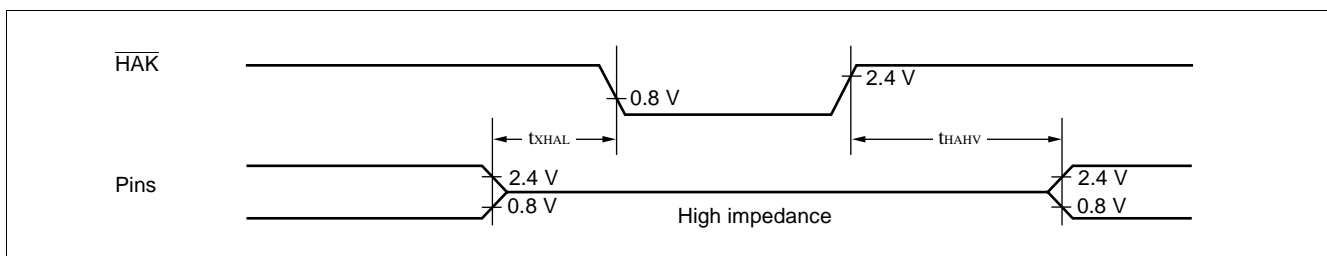 HAK
0.8 V
2.4 V
tXHAL
tHAHV
Pins
2.4 V
0.8 V
High impedance
2.4 V
0.8 V